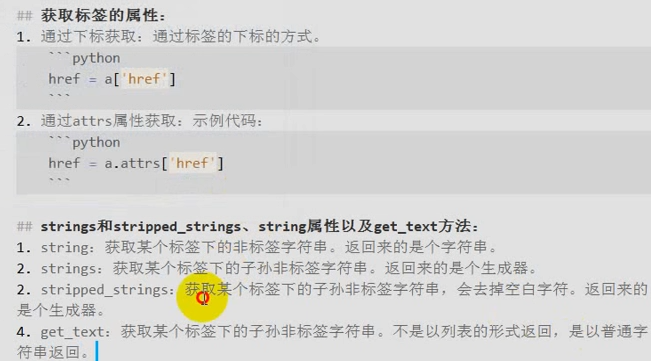 ## 获取标签的属性：
1. 通过下标获取：通过标签的下标的方式。
```python
href = a['href']
```
2. 通过attrs属性获取：示例代码：
```python
href = a.attrs['href']
```
## strings和stripped_strings、string属性以及get_text方法：
1. string：获取某个标签下的非标签字符串。返回来的是个字符串。
2. strings：获取某个标签下的子孙非标签字符串。返回来的是个生成器。
2. stripped_strings：获取某个标签下的子孙非标签字符串，会去掉空白字符。返回来的
是个生成器。
4. get_text：获取某个标签下的子孙非标签字符串。不是以列表的形式返回，是以普通字
符串返回。